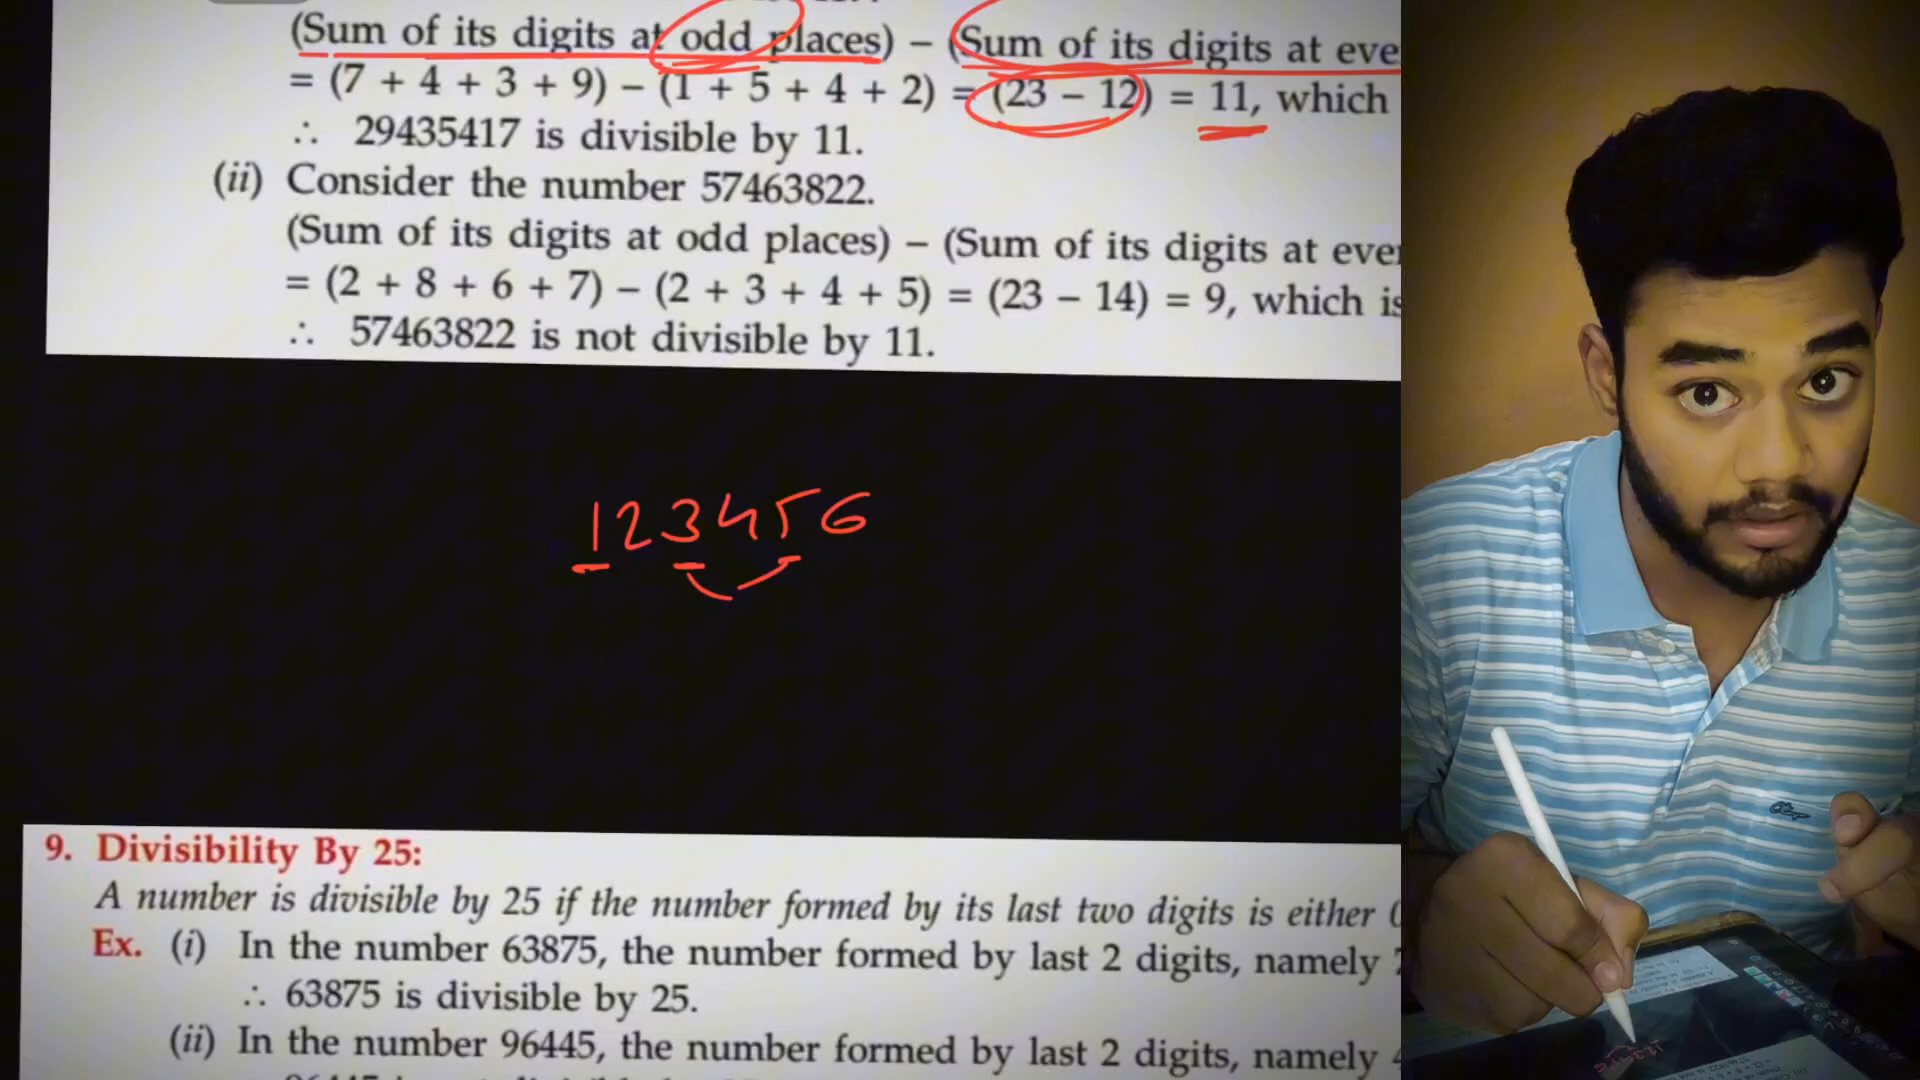 (Sum of its digits at odd places) – (Sum of its digits at eve
= (7 + 4 + 3 + 9) – (1 + 5 + 4 + 2) = (23 – 12) = 11, which
∴ 29435417 is divisible by 11.
(ii) Consider the number 57463822.
(Sum of its digits at odd places) – (Sum of its digits at eve
= (2 + 8 + 6 + 7) – (2 + 3 + 4 + 5) = (23 – 14) = 9, which is
∴ 57463822 is not divisible by 11.
123456
9. Divisibility By 25:
A number is divisible by 25 if the number formed by its last two digits is either
Ex. (i) In the number 63875, the number formed by last 2 digits, namely
∴ 63875 is divisible by 25.
(ii) In the number 96445, the number formed by last 2 digits, namely